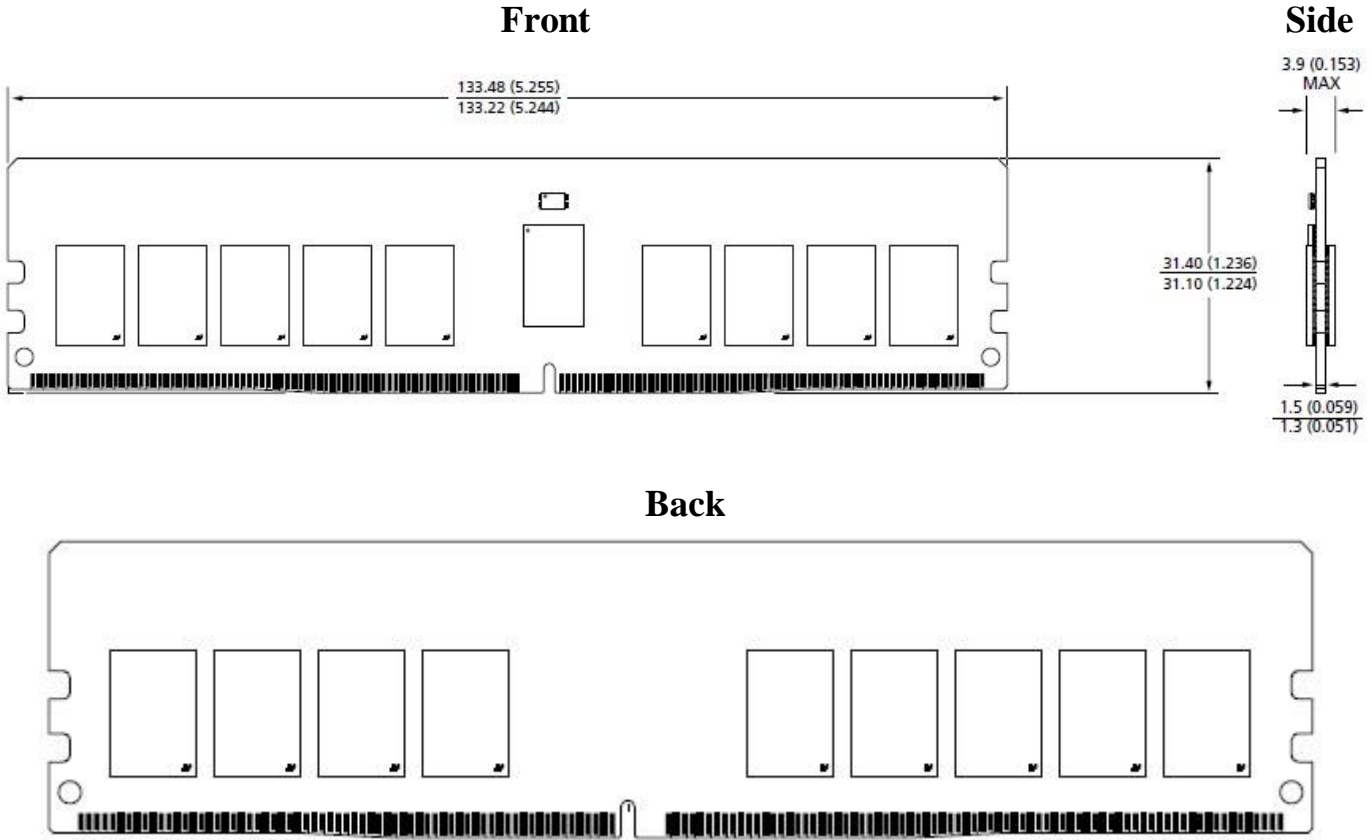 Front
Side
3.9 (0.153)
MAX
133.48 (5.255)
133.22 (5.244)
31.40 (1.236)
31.10 (1.224)
1.5 (0.059)
1.3 (0.051)
Back